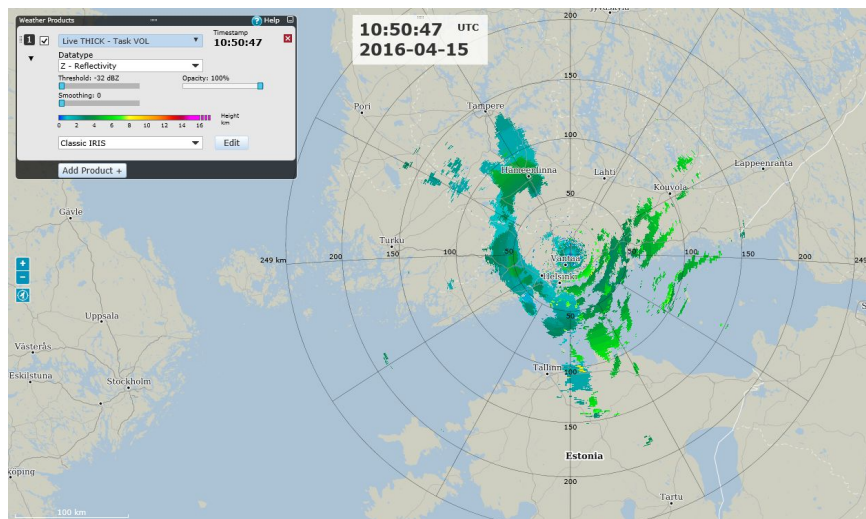 Weather Products
Help
1
Live THICK - Task VOL
Timestamp
10:50:47
Datatype
Z - Reflectivity
Threshold: -32 dBZ
Opacity: 100%
Smoothing: 0
0 2 4 6 8 10 12 14 16
Height
km
Classic IRIS
Edit
Add Product +
10:50:47 UTC
2016-04-15
200
150
Pori
Tampere
100
Lappeenranta
Hämeenlinna
Lahti
50
Kouvola
Gävle
Turku
249 km
200
150
100
50
Vantaa
50
100
150
200
Helsinki
Uppsala
50
Västerås
Eskilstuna
Stockholm
Tallinn
100
150
Estonia
200
Tartu
köping
100 km